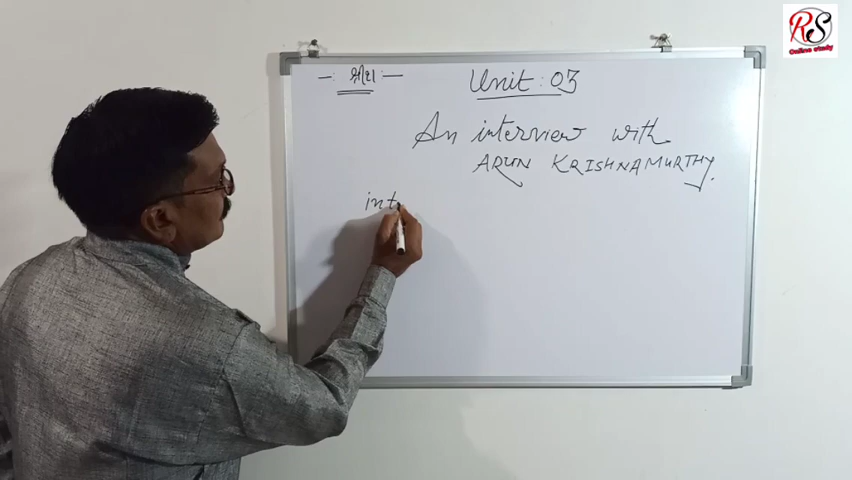 Unit : 03
An interview with
ARUN KRISHNAMURTHY.
int
RS
Online study